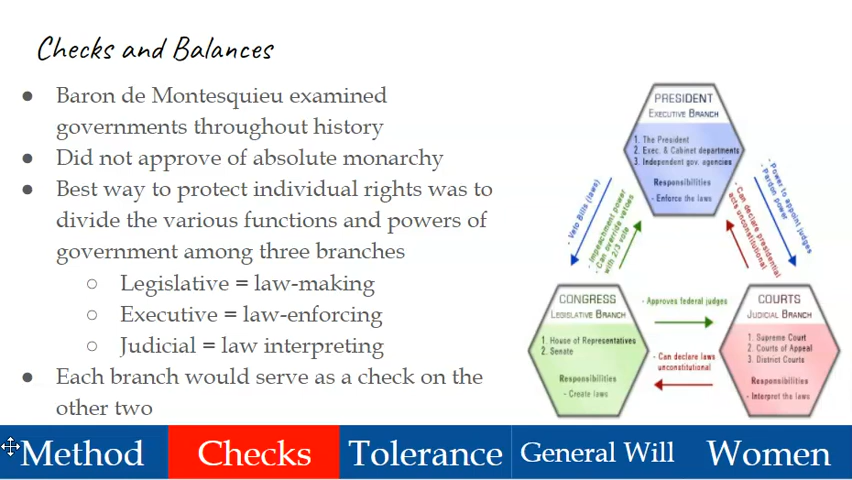 Checks and Balances
● Baron de Montesquieu examined
governments throughout history
● Did not approve of absolute monarchy
● Best way to protect individual rights was to
divide the various functions and powers of
government among three branches
○ Legislative = law-making
○ Executive = law-enforcing
○ Judicial = law interpreting
● Each branch would serve as a check on the
other two
PRESIDENT
EXECUTIVE BRANCH
1. The President
2. Exec. & Cabinet departments
3. Independent gov. agencies
Responsibilities
- Enforce the laws
- Veto Bills (laws)
- Impeachment power
- Can override vetoes
with 2/3 vote
- Power to appoint judges
- Pardon power
- Can declare presidential
acts unconstitutional
CONGRESS
LEGISLATIVE BRANCH
1. House of Representatives
2. Senate
Responsibilities
- Create laws
- Approves federal judges
- Can declare laws
unconstitutional
COURTS
JUDICIAL BRANCH
1. Supreme Court
2. Courts of Appeal
3. District Courts
Responsibilities
- Interpret the laws
Method Checks Tolerance General Will Women